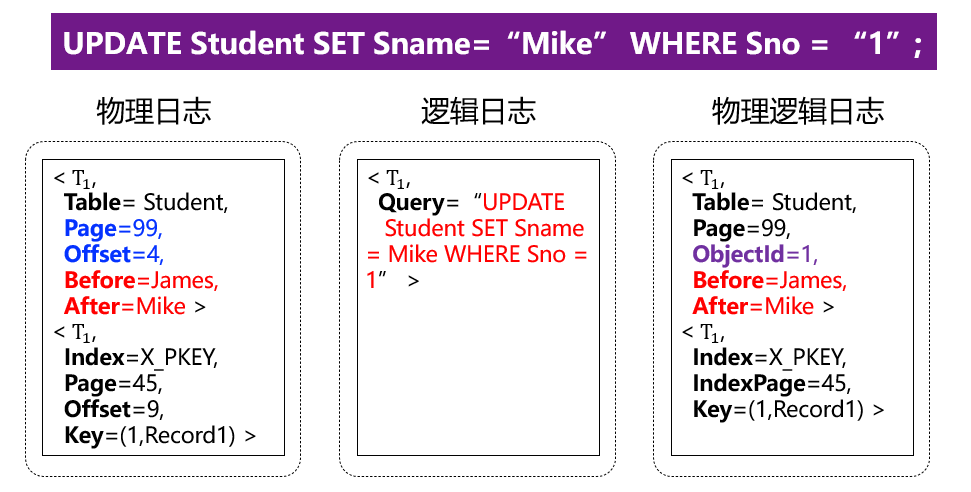 UPDATE Student SET Sname=“Mike” WHERE Sno = “1”;
物理日志
< T₁,
Table= Student,
Page=99,
Offset=4,
Before=James,
After=Mike >
< T₁,
Index=X_PKEY,
Page=45,
Offset=9,
Key=(1,Record1) >
逻辑日志
< T₁,
Query= “UPDATE
Student SET Sname
= Mike WHERE Sno =
1” >
物理逻辑日志
< T₁,
Table= Student,
Page=99,
ObjectId=1,
Before=James,
After=Mike >
< T₁,
Index=X_PKEY,
IndexPage=45,
Key=(1,Record1) >